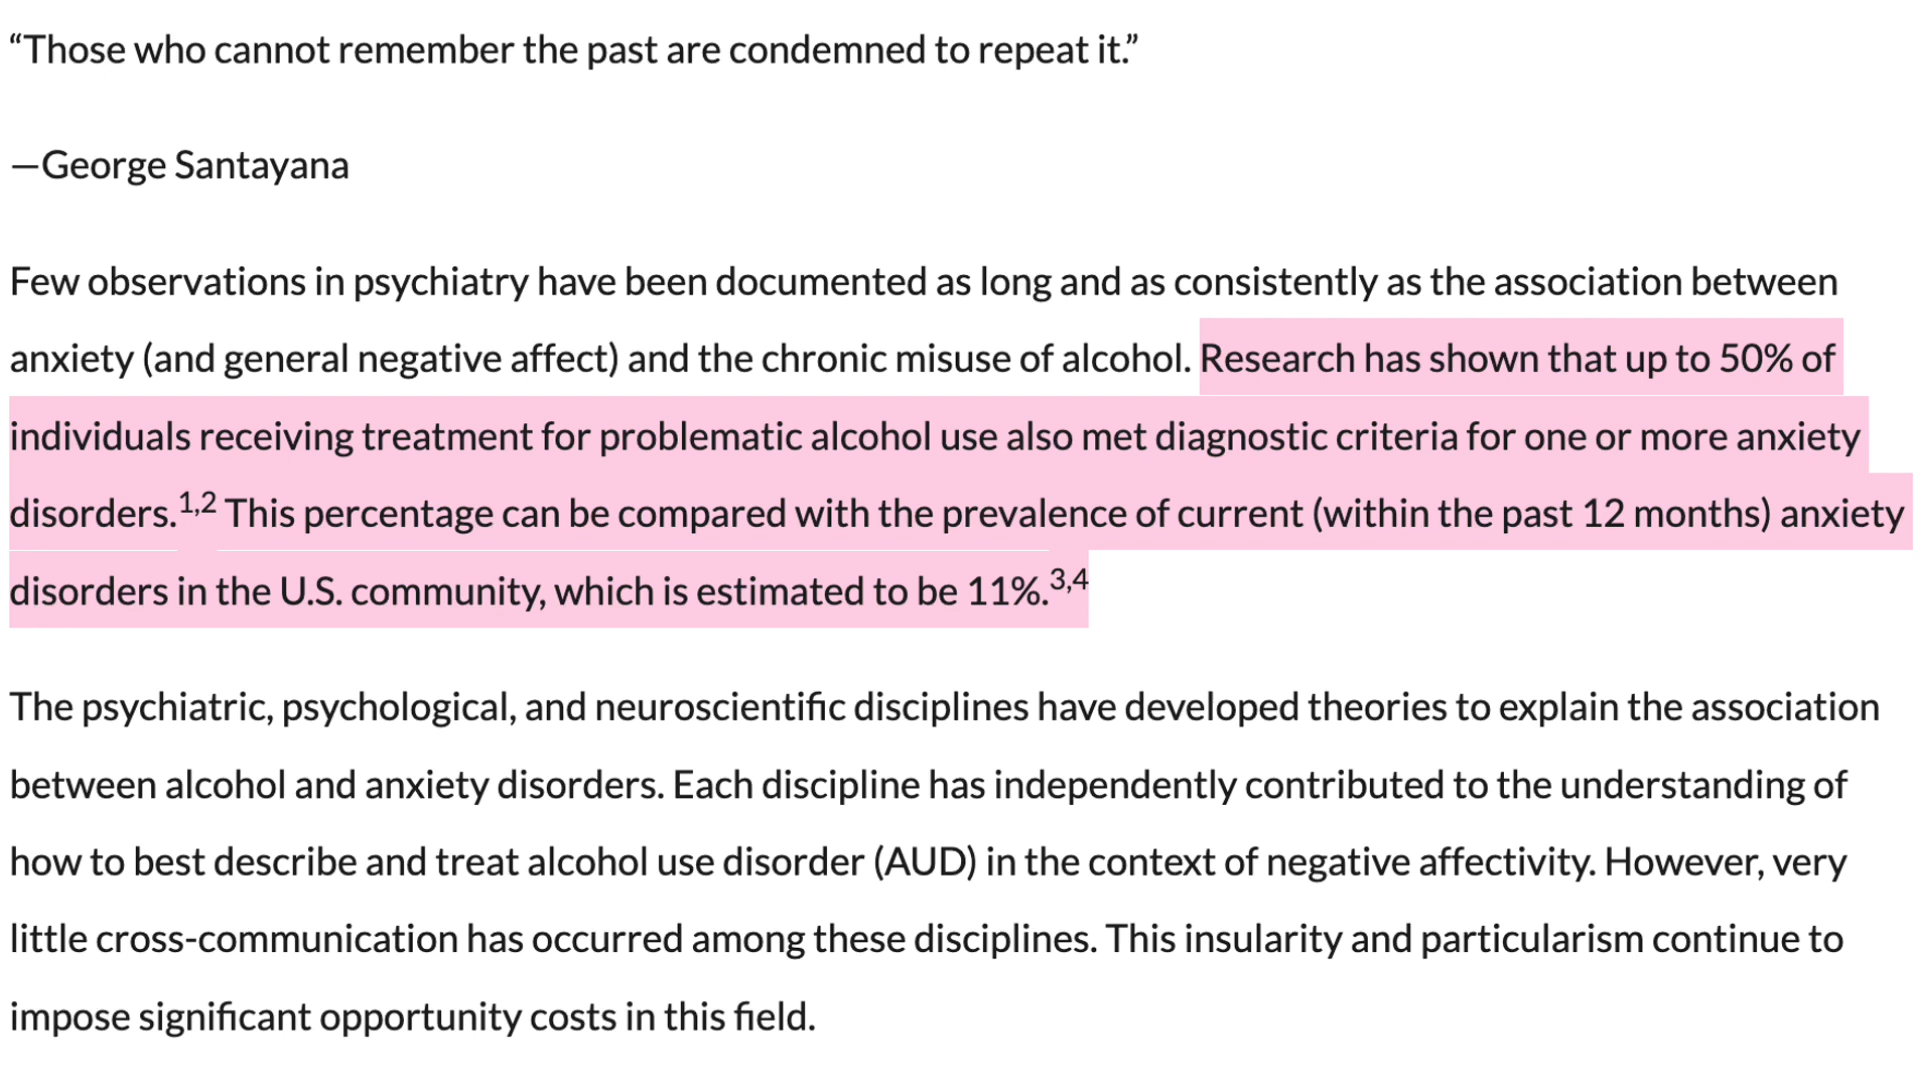 “Those who cannot remember the past are condemned to repeat it.”
—George Santayana
Few observations in psychiatry have been documented as long and as consistently as the association between
anxiety (and general negative affect) and the chronic misuse of alcohol. Research has shown that up to 50% of
individuals receiving treatment for problematic alcohol use also met diagnostic criteria for one or more anxiety
disorders.1,2 This percentage can be compared with the prevalence of current (within the past 12 months) anxiety
disorders in the U.S. community, which is estimated to be 11%.3,4
The psychiatric, psychological, and neuroscientific disciplines have developed theories to explain the association
between alcohol and anxiety disorders. Each discipline has independently contributed to the understanding of
how to best describe and treat alcohol use disorder (AUD) in the context of negative affectivity. However, very
little cross-communication has occurred among these disciplines. This insularity and particularism continue to
impose significant opportunity costs in this field.